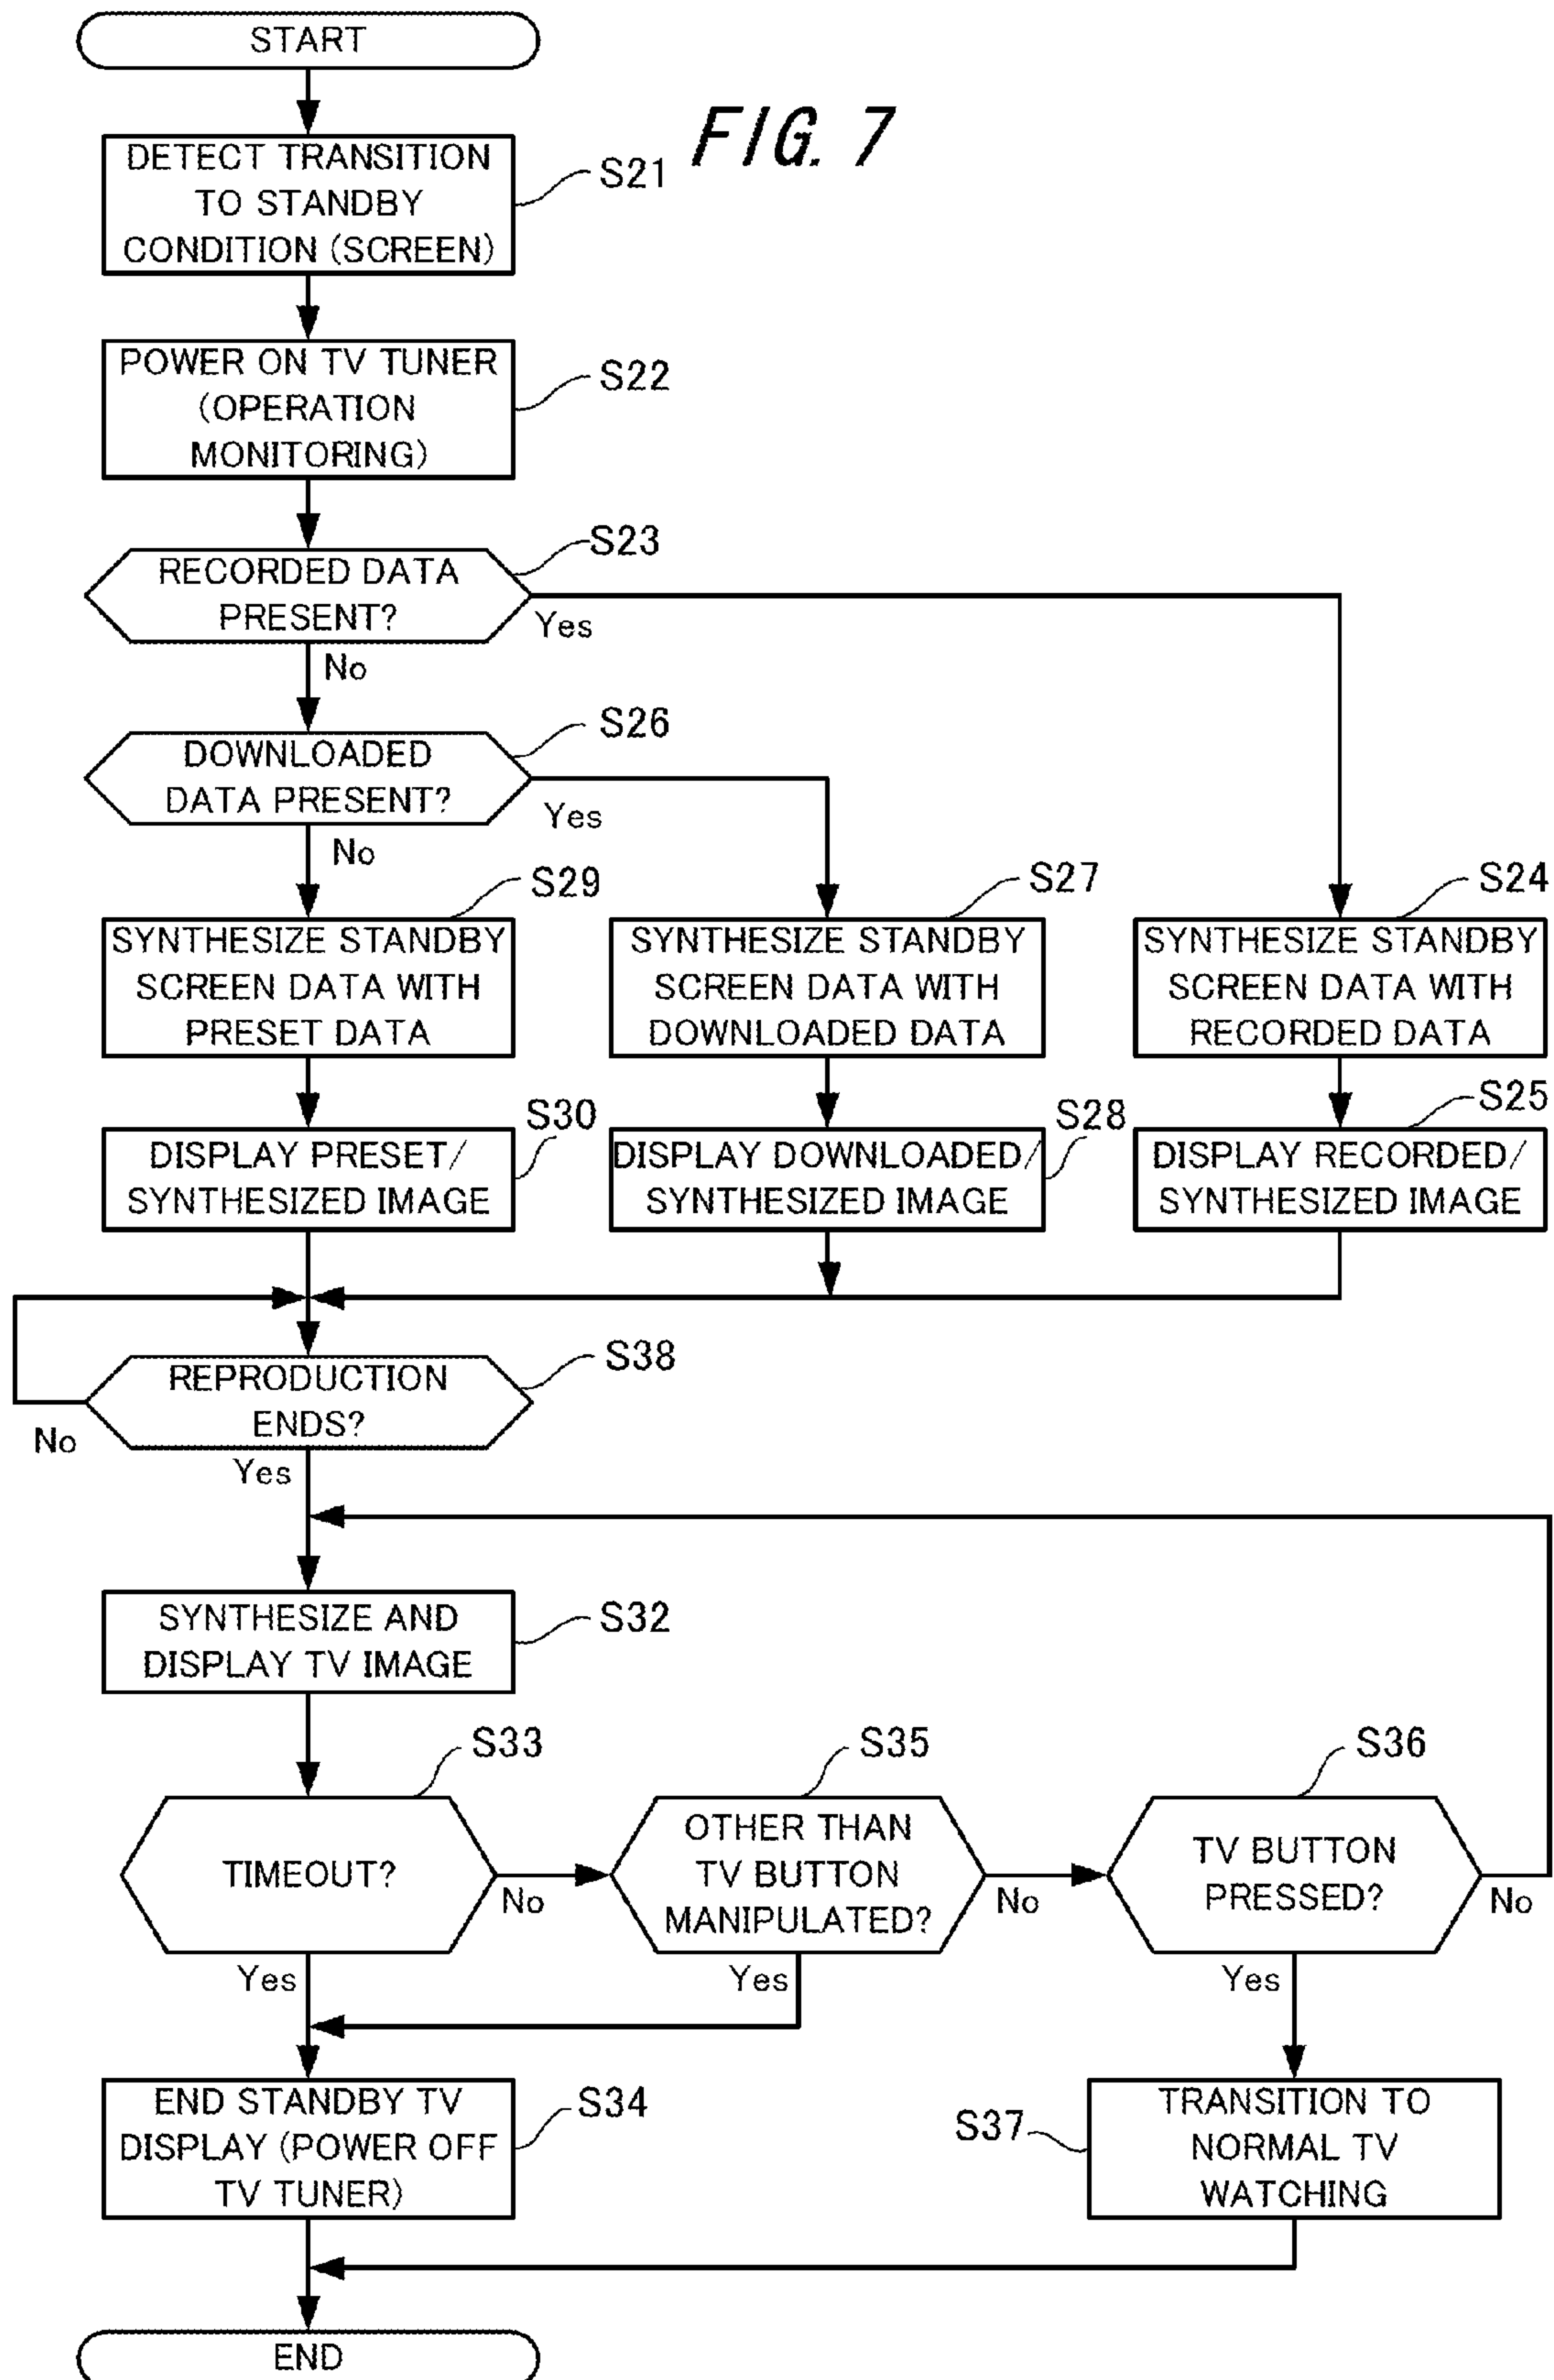 START
FIG. 7
DETECT TRANSITION
TO STANDBY
CONDITION (SCREEN)
S21
POWER ON TV TUNER
(OPERATION
MONITORING)
S22
S23
RECORDED DATA
PRESENT?
Yes
No
S26
DOWNLOADED
DATA PRESENT?
Yes
No
S29
SYNTHESIZE STANDBY
SCREEN DATA WITH
PRESET DATA
S27
SYNTHESIZE STANDBY
SCREEN DATA WITH
DOWNLOADED DATA
S24
SYNTHESIZE STANDBY
SCREEN DATA WITH
RECORDED DATA
S30
DISPLAY PRESET/
SYNTHESIZED IMAGE
S28
DISPLAY DOWNLOADED/
SYNTHESIZED IMAGE
S25
DISPLAY RECORDED/
SYNTHESIZED IMAGE
S38
REPRODUCTION
ENDS?
No
Yes
SYNTHESIZE AND
DISPLAY TV IMAGE
S32
S33
TIMEOUT?
No
Yes
S35
OTHER THAN
TV BUTTON
MANIPULATED?
No
Yes
S36
TV BUTTON
PRESSED?
No
Yes
END STANDBY TV
DISPLAY (POWER OFF
TV TUNER)
S34
S37
TRANSITION TO
NORMAL TV
WATCHING
END